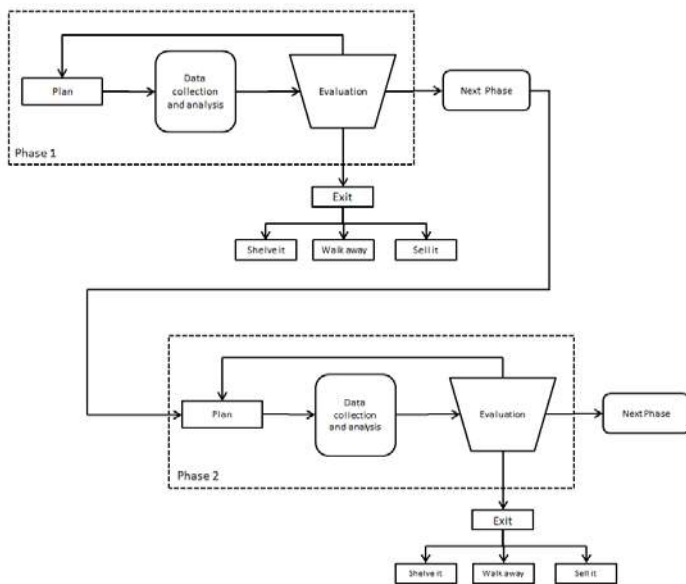 Plan
Data
collection
and analysis
Evaluation
Next Phase
Phase 1
Exit
Shelve it
Walk away
Sell it
Plan
Data
collection
and analysis
Evaluation
Next Phase
Phase 2
Exit
Shelve it
Walk away
Sell it